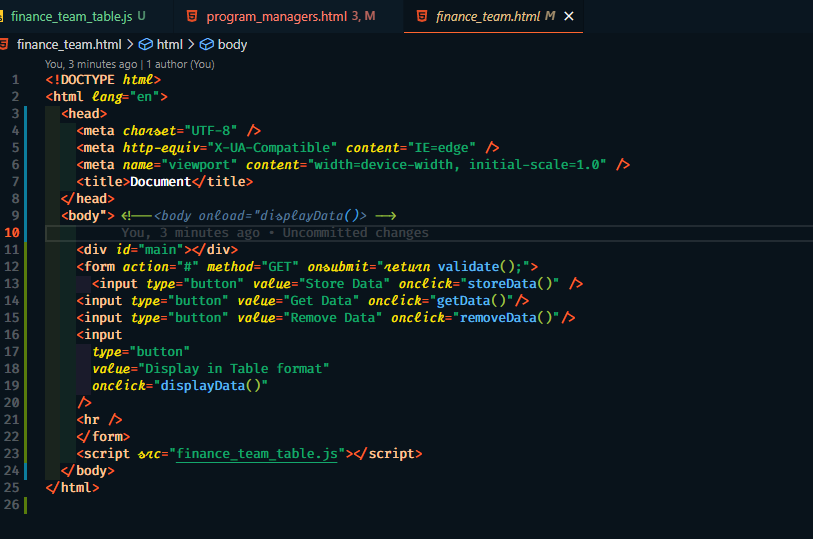 finance_team_table.js U
program_managers.html 3, M
finance_team.html M
finance_team.html > html > body
You, 3 minutes ago | 1 author (You)
1 <!DOCTYPE html>
2 <html lang="en">
3 <head>
4 <meta charset="UTF-8" />
5 <meta http-equiv="X-UA-Compatible" content="IE=edge" />
6 <meta name="viewport" content="width=device-width, initial-scale=1.0" />
7 <title>Document</title>
8 </head>
9 <body"> <!-- <body onload="displayData()> -->
10 You, 3 minutes ago • Uncommitted changes
11 <div id="main"></div>
12 <form action="#" method="GET" onsubmit="return validate();">
13 <input type="button" value="Store Data" onclick="storeData()" />
14 <input type="button" value="Get Data" onclick="getData()"/>
15 <input type="button" value="Remove Data" onclick="removeData()"/>
16 <input
17 type="button"
18 value="Display in Table format"
19 onclick="displayData()"
20 />
21 <hr />
22 </form>
23 <script src="finance_team_table.js"></script>
24 </body>
25 </html>
26